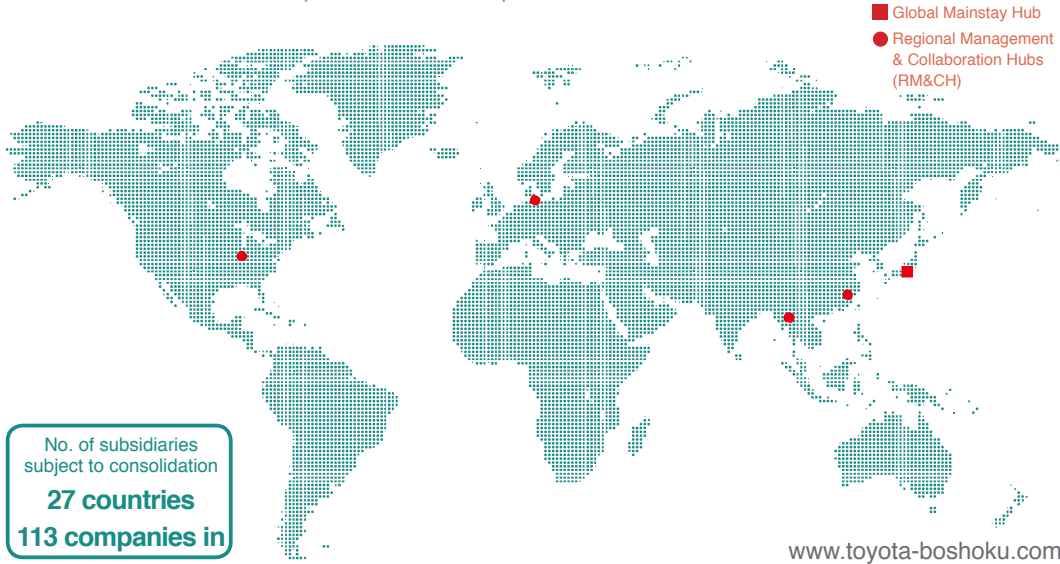 Global Mainstay Hub
Regional Management
& Collaboration Hubs
(RM&CH)
No. of subsidiaries
subject to consolidation
27 countries
113 companies in
www.toyota-boshoku.com